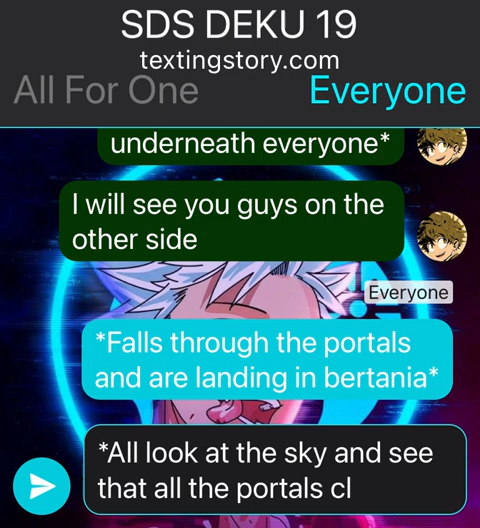 SDS DEKU 19
textingstory.com
All For One
Everyone
underneath everyone*
I will see you guys on the
other side
Everyone
*Falls through the portals
and are landing in bertania*
*All look at the sky and see
that all the portals cl